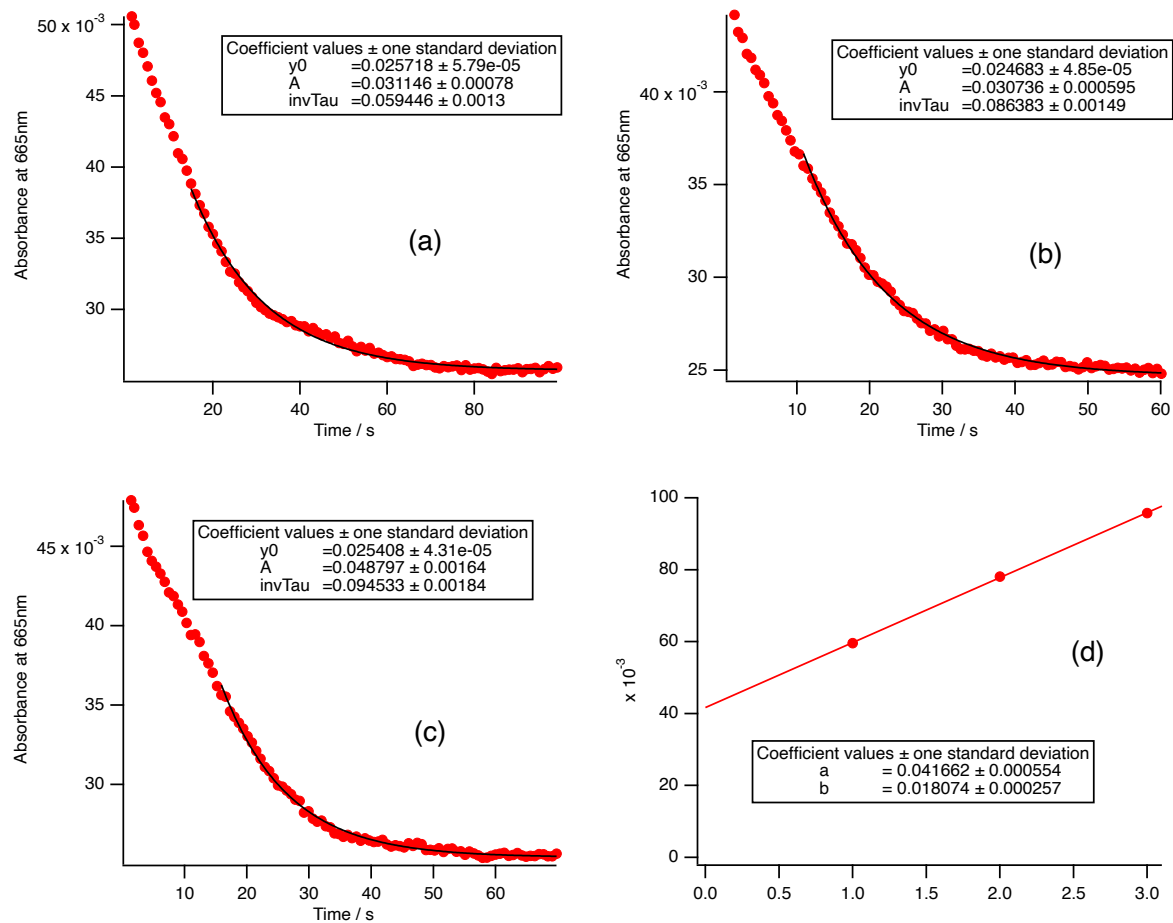 50 x 10⁻³
45
40
35
30
Absorbance at 665nm
Coefficient values ± one standard deviation
y0 =0.025718 ± 5.79e-05
A =0.031146 ± 0.00078
invTau =0.059446 ± 0.0013
(a)
20 40 60 80
Time / s
40 x 10⁻³
35
30
25
Absorbance at 665nm
Coefficient values ± one standard deviation
y0 =0.024683 ± 4.85e-05
A =0.030736 ± 0.000595
invTau =0.086383 ± 0.00149
(b)
10 20 30 40 50 60
Time / s
45 x 10⁻³
40
35
30
Absorbance at 665nm
Coefficient values ± one standard deviation
y0 =0.025408 ± 4.31e-05
A =0.048797 ± 0.00164
invTau =0.094533 ± 0.00184
(c)
10 20 30 40 50 60
Time / s
100
80
60
40
20
0
x 10⁻³
(d)
Coefficient values ± one standard deviation
a = 0.041662 ± 0.000554
b = 0.018074 ± 0.000257
0.0 0.5 1.0 1.5 2.0 2.5 3.0